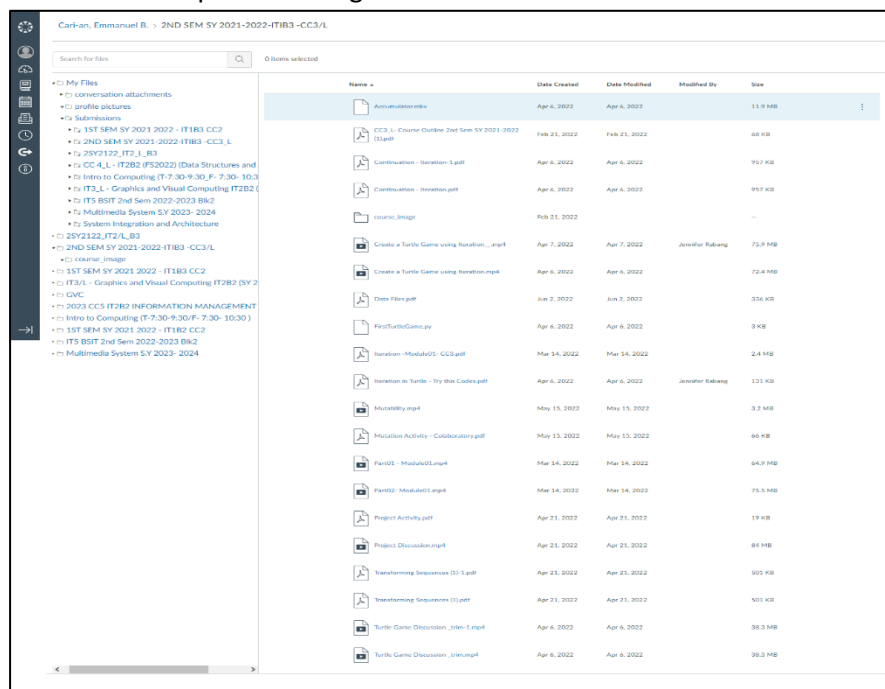 Cari-an, Emmanuel B. > 2ND SEM SY 2021-2022-ITIB3 -CC3/L
Search for files
0 items selected
My Files
conversation attachments
profile pictures
Submissions
1ST SEM SY 2021 2022 - IT1B3 CC2
2ND SEM SY 2021-2022-ITIB3 -CC3_L
2SY2122_IT2_L_B3
CC 4_L - IT2B2 (FS2022) (Data Structures and
Intro to Computing (T-7:30-9:30_F- 7:30- 10:3
IT3_L - Graphics and Visual Computing IT2B2 (
IT5 BSIT 2nd Sem 2022-2023 Blk2
Multimedia System S.Y 2023- 2024
System Integration and Architecture
2SY2122_IT2/L_B3
2ND SEM SY 2021-2022-ITIB3 -CC3/L
course_image
1ST SEM SY 2021 2022 - IT1B3 CC2
IT3/L - Graphics and Visual Computing IT2B2 (SY 2
GVC
2023 CC5 IT2B2 INFORMATION MANAGEMENT
Intro to Computing (T-7:30-9:30/F- 7:30- 10:30 )
1ST SEM SY 2021 2022 - IT1B2 CC2
IT5 BSIT 2nd Sem 2022-2023 Blk2
Multimedia System S.Y 2023- 2024
Name Date Created Date Modified Modified By Size
Accumulator.mkv Apr 6, 2022 Apr 6, 2022 11.9 MB
CC3_L- Course Outline 2nd Sem SY 2021-2022
(1).pdf Feb 21, 2022 Feb 21, 2022 68 KB
Continuation - Iteration-1.pdf Apr 6, 2022 Apr 6, 2022 957 KB
Continuation - Iteration.pdf Apr 6, 2022 Apr 6, 2022 957 KB
course_image Feb 21, 2022 --
Create a Turtle Game using Iteration__.mp4 Apr 7, 2022 Apr 7, 2022 Jennifer Rabang 75.9 MB
Create a Turtle Game using Iteration.mp4 Apr 6, 2022 Apr 6, 2022 72.4 MB
Data Files.pdf Jun 2, 2022 Jun 2, 2022 336 KB
FirstTurtleGame.py Apr 6, 2022 Apr 6, 2022 3 KB
Iteration -Module01- CC3.pdf Mar 14, 2022 Mar 14, 2022 2.4 MB
Iteration in Turtle - Try this Codes.pdf Apr 6, 2022 Apr 6, 2022 Jennifer Rabang 131 KB
Mutability.mp4 May 15, 2022 May 15, 2022 3.2 MB
Mutation Activity - Colaboratory.pdf May 15, 2022 May 15, 2022 66 KB
Part01 - Module01.mp4 Mar 14, 2022 Mar 14, 2022 64.9 MB
Part02- Module01.mp4 Mar 14, 2022 Mar 14, 2022 75.5 MB
Project Activity.pdf Apr 21, 2022 Apr 21, 2022 19 KB
Project Discussion.mp4 Apr 21, 2022 Apr 21, 2022 84 MB
Transforming Sequences (1)-1.pdf Apr 21, 2022 Apr 21, 2022 501 KB
Transforming Sequences (1).pdf Apr 21, 2022 Apr 21, 2022 501 KB
Turtle Game Discussion _trim-1.mp4 Apr 6, 2022 Apr 6, 2022 38.3 MB
Turtle Game Discussion _trim.mp4 Apr 6, 2022 Apr 6, 2022 38.3 MB